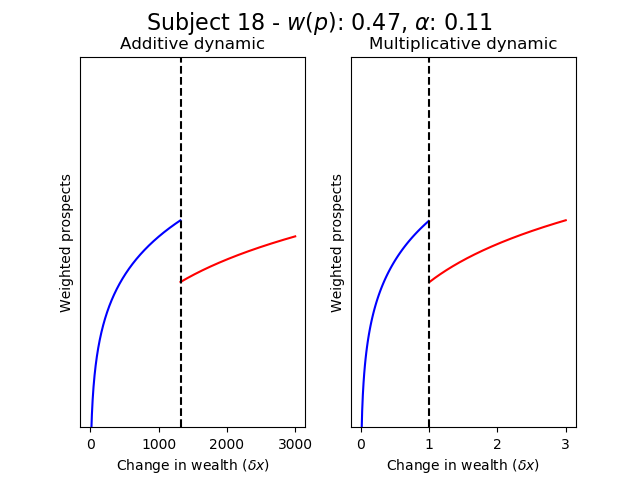 Subject 18 - w(p): 0.47, α: 0.11
Additive dynamic
Multiplicative dynamic
Weighted prospects
Weighted prospects
0 1000 2000 3000
0 1 2 3
Change in wealth (δx)
Change in wealth (δx)